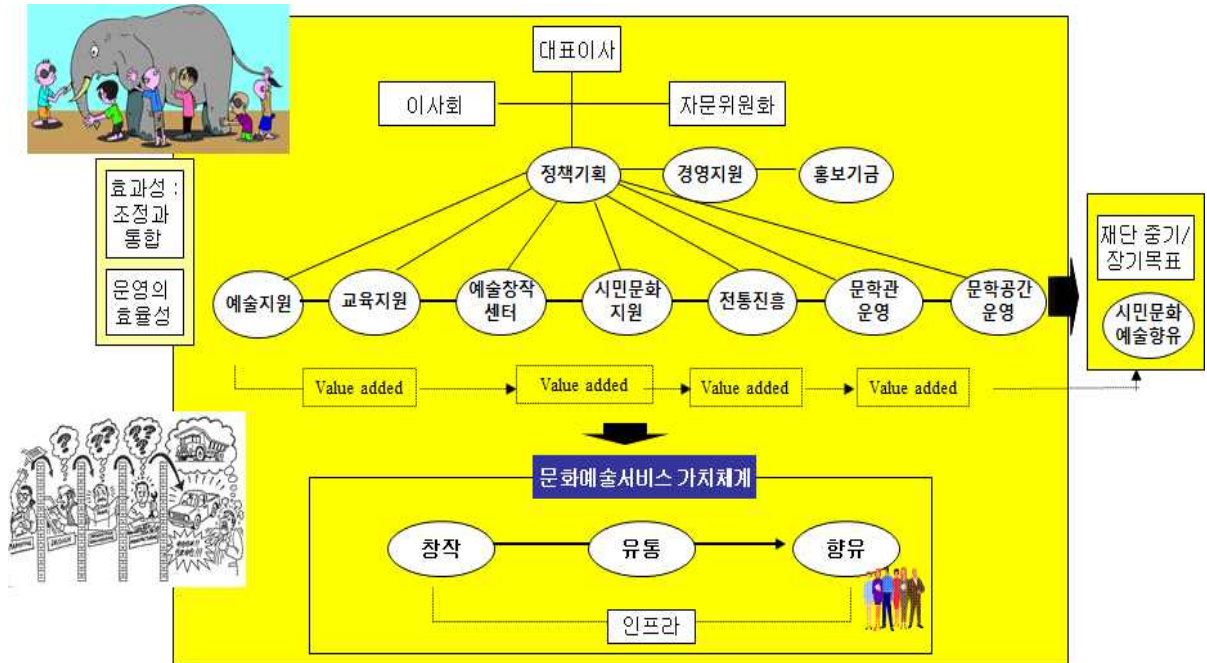 대표이사
이사회
자문위원화
정책기획
경영지원
홍보기금
효과성 :
조정과
통합
운영의
효율성
예술지원
교육지원
예술창작
센터
시민문화
지원
전통진흥
문학관
운영
문학공간
운영
재단 중기/
장기목표
시민문화
예술향유
Value added
Value added
Value added
Value added
문화예술서비스 가치체계
창작
유통
향유
인프라